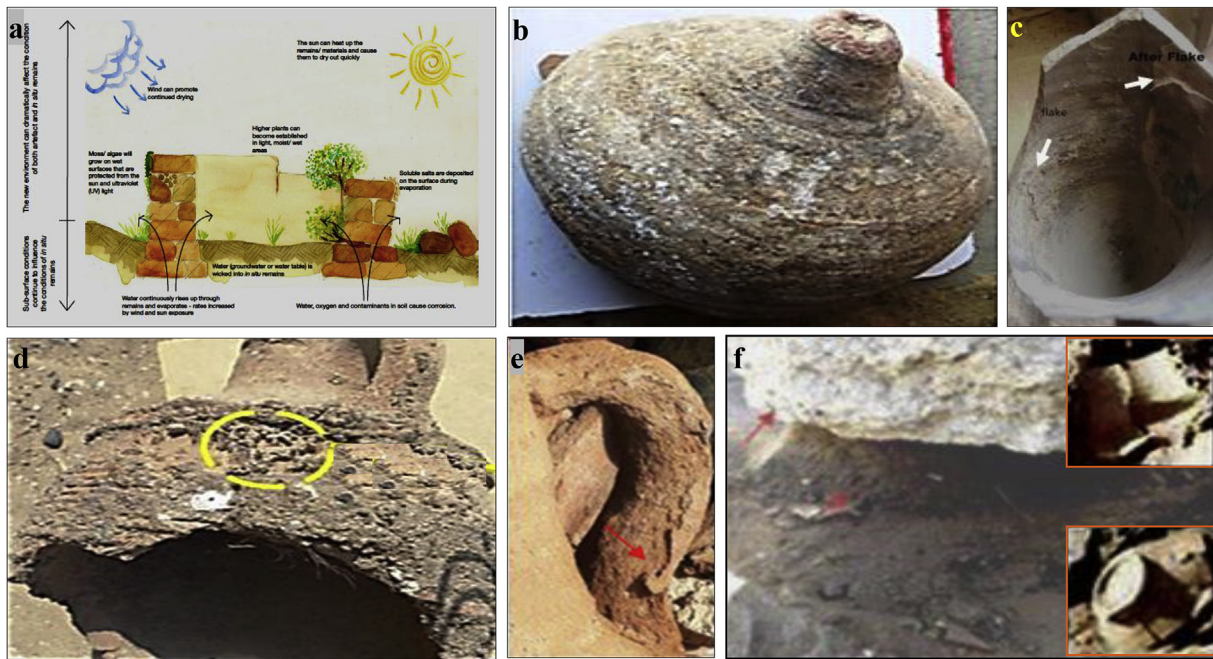 a
The new environment can dramatically affect the condition
of both artefact and in situ remains
Sub-surface conditions
continue to influence
the conditions of in situ
remains
Wind can promote
continued drying
The sun can heat up the
remains/ materials and cause
them to dry out quickly
Moss/ algae will
grow on wet
surfaces that are
protected from the
sun and ultraviolet
(UV) light
Higher plants can
become established
in light, moist/ wet
areas
Soluble salts are deposited
on the surface during
evaporation
Water (groundwater or water table) is
wicked into in situ remains
Water continuously rises up through
remains and evaporates - rates increased
by wind and sun exposure
Water, oxygen and contaminants in soil cause corrosion.
b
c
After Flake
flake
d
e
f